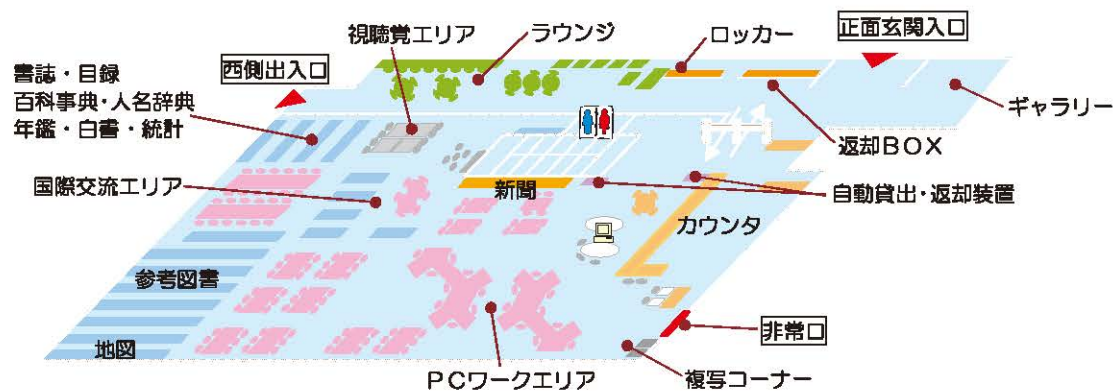 視聴覚エリア
ラウンジ
ロッカー
正面玄関入口
書誌・目録
百科事典・人名辞典
年鑑・白書・統計
西側出入口
ギャラリー
返却BOX
国際交流エリア
新聞
自動貸出・返却装置
カウンタ
参考図書
地図
非常口
PCワークエリア
複写コーナー